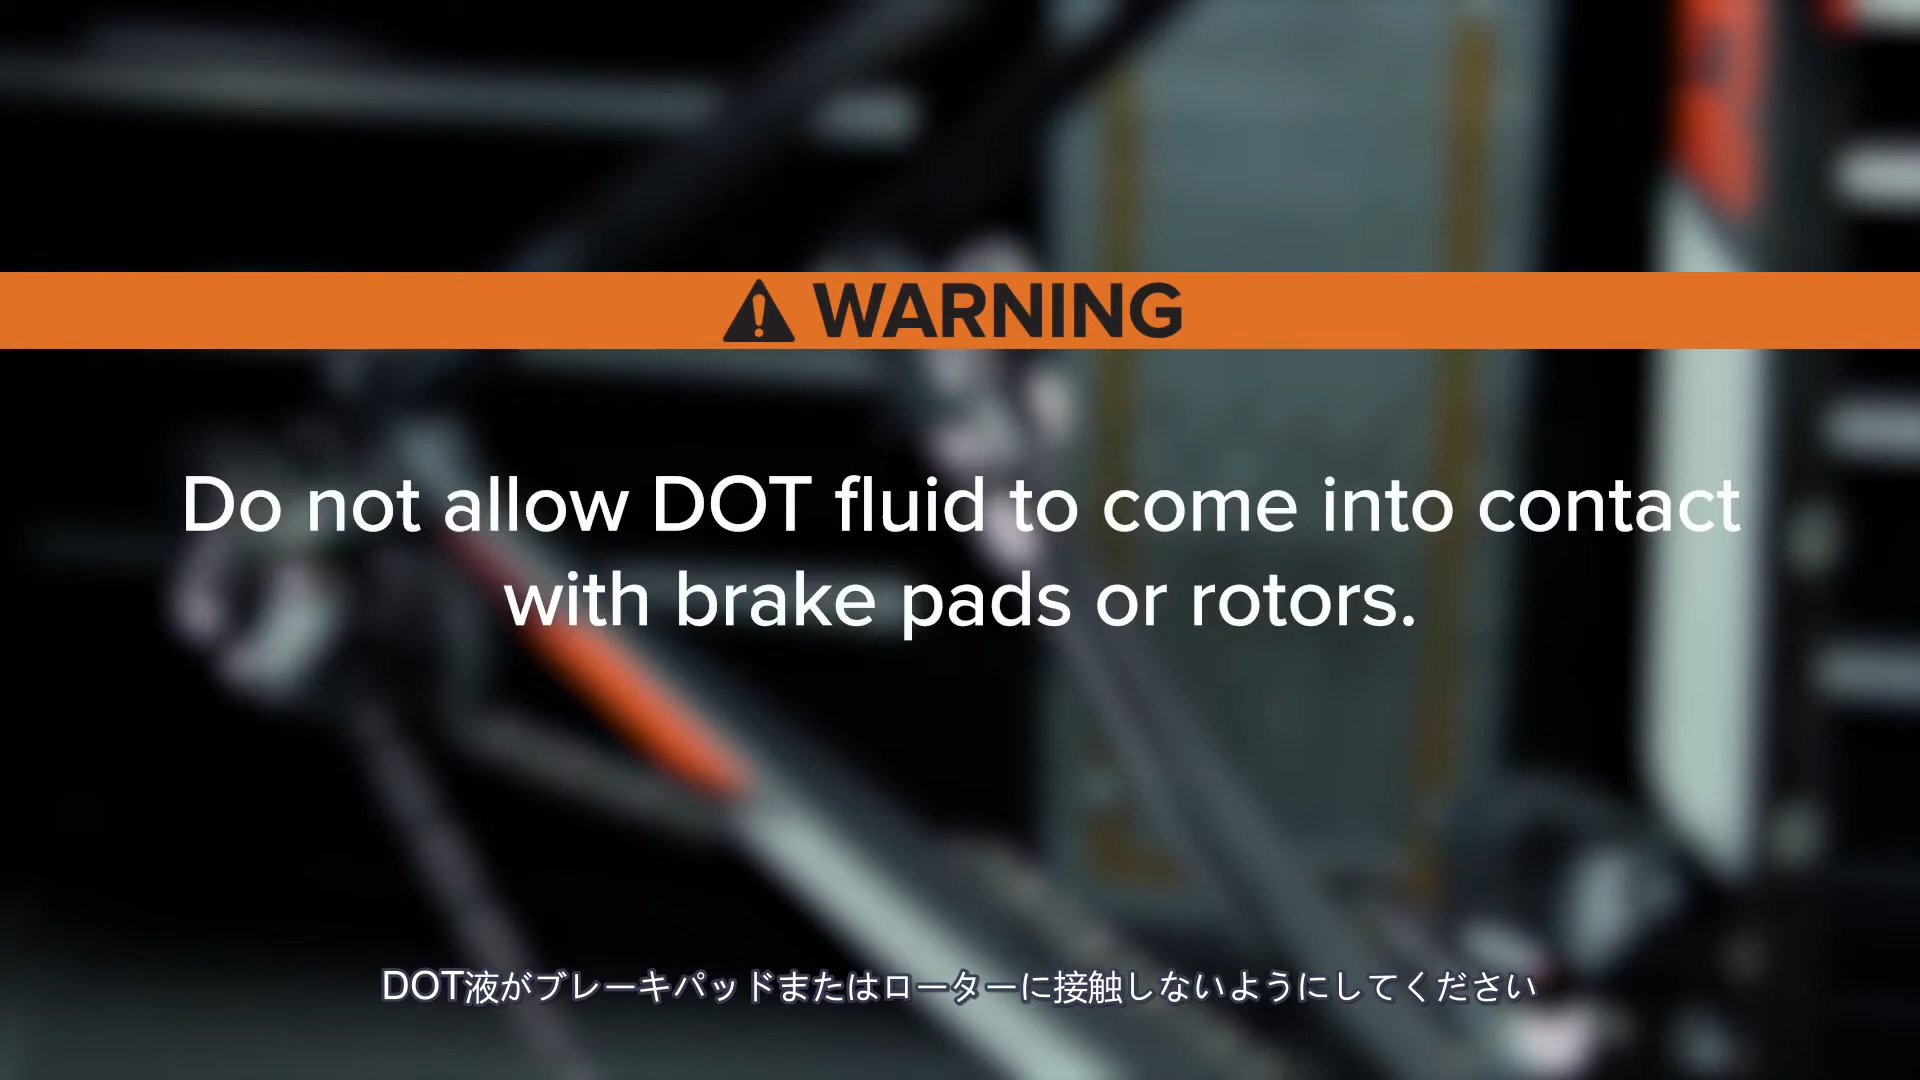 WARNING
Do not allow DOT fluid to come into contact
with brake pads or rotors.
DOT液がブレーキパッドまたはローターに接触しないようにしてください